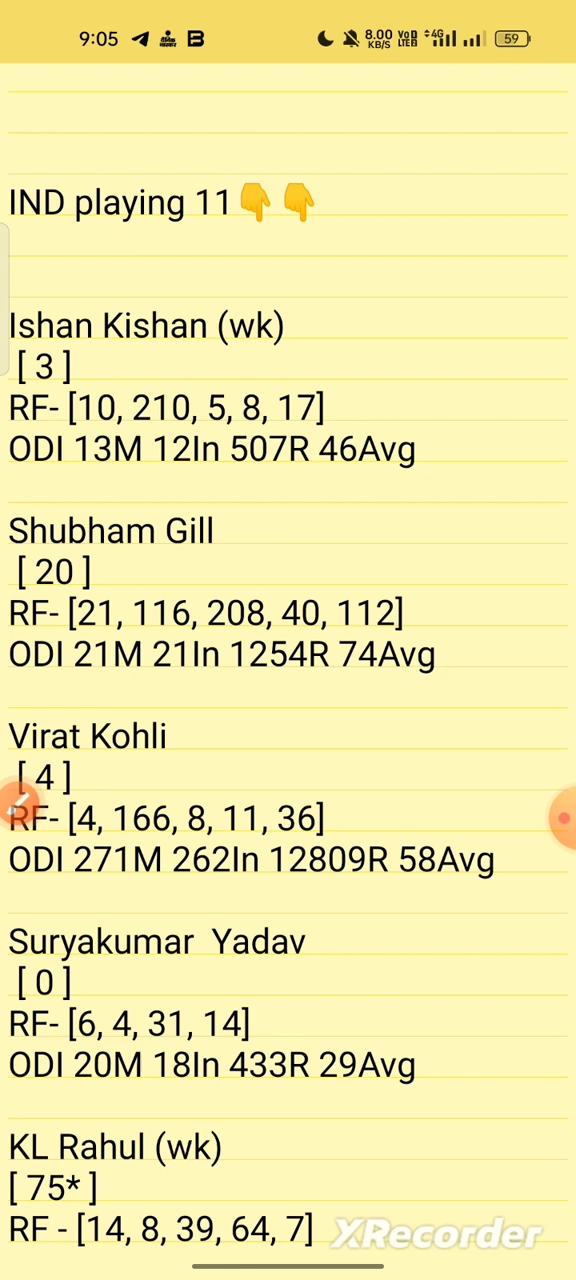 9:05
8.00 KB/S
4G
59
IND playing 11👇👇
Ishan Kishan (wk)
[ 3 ]
RF- [10, 210, 5, 8, 17]
ODI 13M 12In 507R 46Avg
Shubham Gill
[ 20 ]
RF- [21, 116, 208, 40, 112]
ODI 21M 21In 1254R 74Avg
Virat Kohli
[ 4 ]
RF- [4, 166, 8, 11, 36]
ODI 271M 262In 12809R 58Avg
Suryakumar  Yadav
[ 0 ]
RF- [6, 4, 31, 14]
ODI 20M 18In 433R 29Avg
KL Rahul (wk)
[ 75* ]
RF - [14, 8, 39, 64, 7]
XRecorder